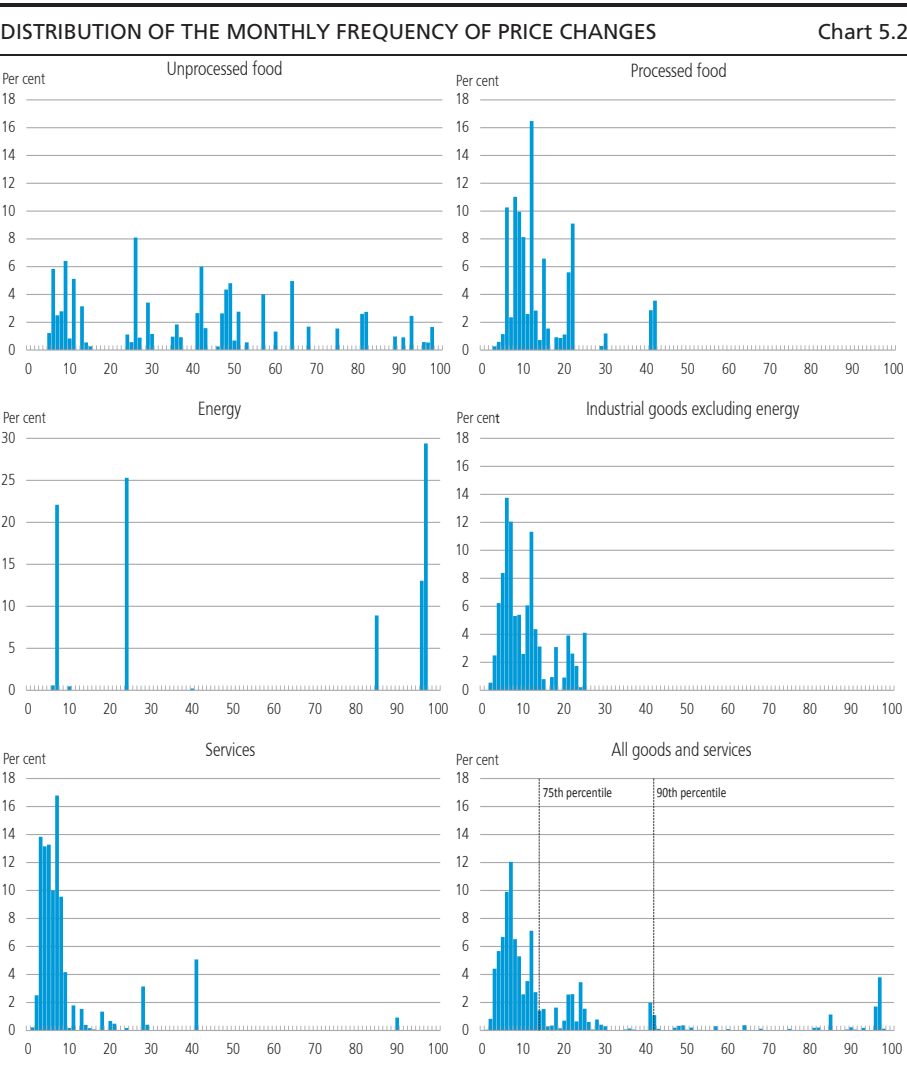 DISTRIBUTION OF THE MONTHLY FREQUENCY OF PRICE CHANGES Chart 5.2
Unprocessed food
Per cent
18
16
14
12
10
8
6
4
2
0
0 10 20 30 40 50 60 70 80 90 100
Processed food
Per cent
18
16
14
12
10
8
6
4
2
0
0 10 20 30 40 50 60 70 80 90 100
Energy
Per cent
30
25
20
15
10
5
0
0 10 20 30 40 50 60 70 80 90 100
Industrial goods excluding energy
Per cent
18
16
14
12
10
8
6
4
2
0
0 10 20 30 40 50 60 70 80 90 100
Services
Per cent
18
16
14
12
10
8
6
4
2
0
0 10 20 30 40 50 60 70 80 90 100
All goods and services
Per cent
18
75th percentile 90th percentile
16
14
12
10
8
6
4
2
0
0 10 20 30 40 50 60 70 80 90 100